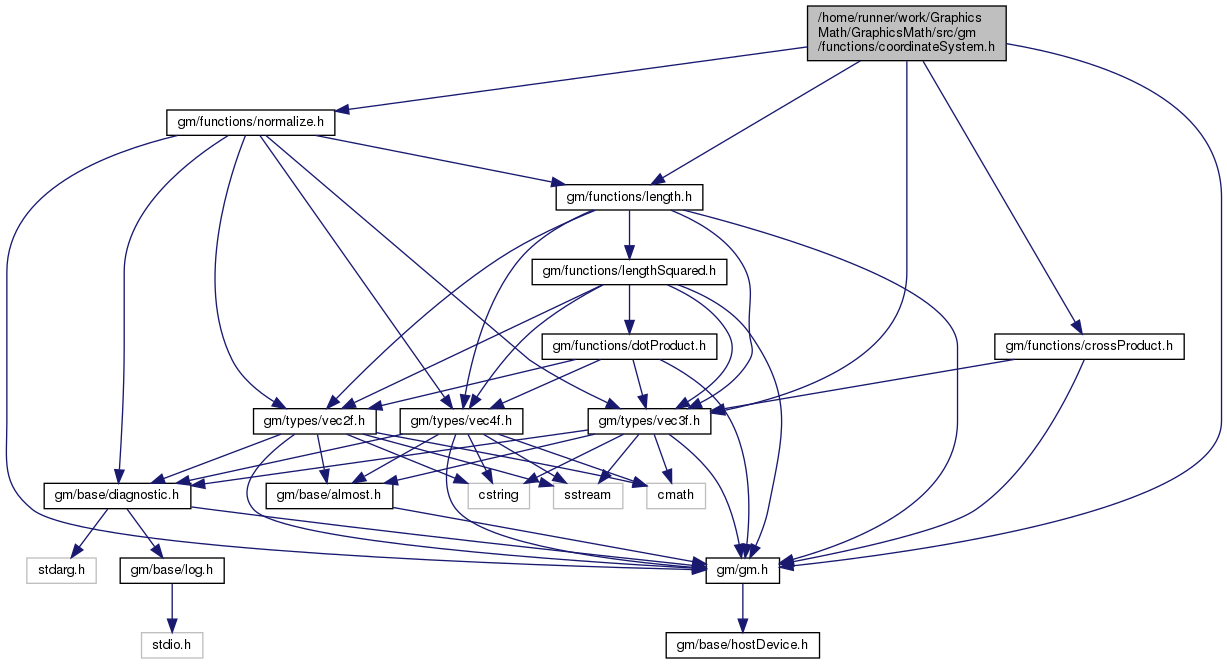 /home/runner/work/Graphics
Math/GraphicsMath/src/gm
/functions/coordinateSystem.h
gm/functions/normalize.h
gm/functions/length.h
gm/functions/lengthSquared.h
gm/functions/dotProduct.h
gm/functions/crossProduct.h
gm/types/vec2f.h
gm/types/vec4f.h
gm/types/vec3f.h
gm/base/diagnostic.h
gm/base/almost.h
cstring
sstream
cmath
stdarg.h
gm/base/log.h
gm/gm.h
stdio.h
gm/base/hostDevice.h